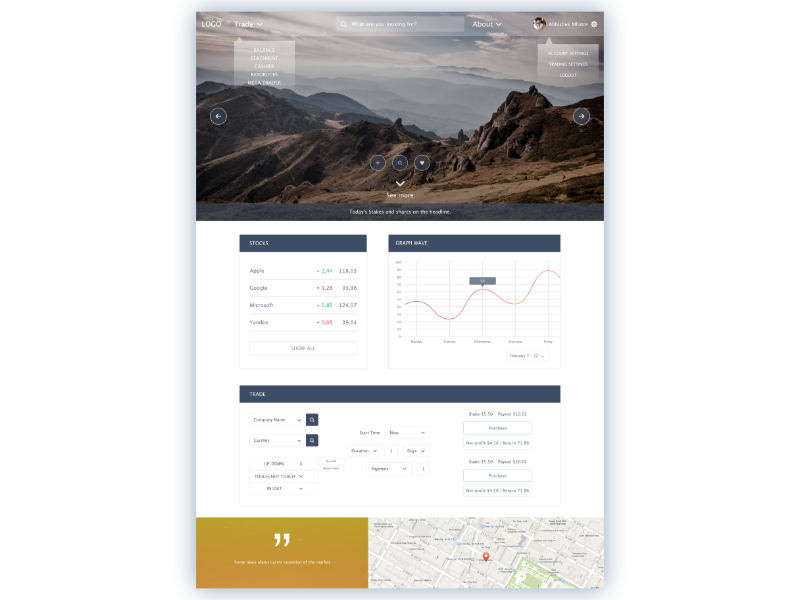 LOGO
Trade
What are you looking for?
About
Abhishek Mhatre
BALANCE
STATEMENT
CASHIER
RESOURCES
META TRADER
ACCOUNT SETTINGS
TRADING SETTINGS
LOGOUT
See more
Today's Stakes and shares on the headline.
STOCKS
Apple 2,44 118,03
Google 1,26 93,36
Microsoft 0,85 124,07
Yandex 0,65 39,64
SHOW ALL
GRAPH WAVE
100
90
80
70
60
50
40
30
20
10
0
Monday Tuesday Wednesday Thursday Friday
February 7 - 12
TRADE
Company Name
Currency
UP/DOWN
TOUCH/NOT TOUCH
IN/OUT
Start Time: Now
Duration 1 Days
Payment 1
Stake $5.50 Payout $10.02
Purchase
Net profit $4.18 | Return 71.8%
Stake $5.50 Payout $10.02
Purchase
Net profit $4.18 | Return 71.8%
”
Some news about current scenarios of the market